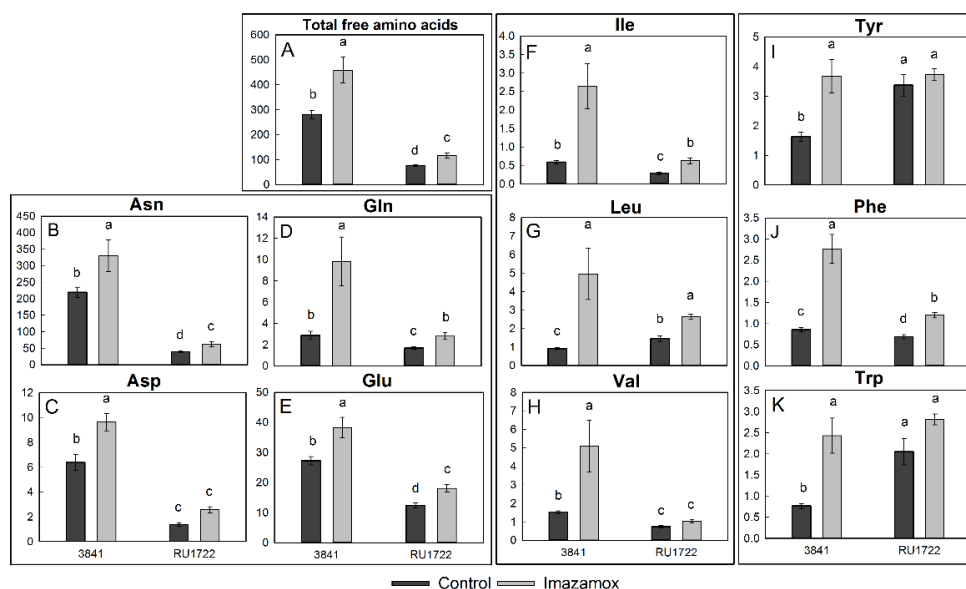 Total free amino acids
A
600
500
400
300
200
100
0
a
b
c
d
Ile
F
4.0
3.5
3.0
2.5
2.0
1.5
1.0
0.5
0.0
a
b
b
c
Tyr
I
5
4
3
2
1
0
a
a
a
b
Asn
B
450
400
350
300
250
200
150
100
50
0
a
b
c
d
Gln
D
14
12
10
8
6
4
2
0
a
b
b
c
Leu
G
8
7
6
5
4
3
2
1
0
a
a
b
c
Phe
J
3.5
3.0
2.5
2.0
1.5
1.0
0.5
0.0
a
b
c
d
Asp
C
12
10
8
6
4
2
0
a
b
c
c
3841
RU1722
Glu
E
50
40
30
20
10
0
a
b
c
d
3841
RU1722
Val
H
8
7
6
5
4
3
2
1
0
a
b
c
c
3841
RU1722
Trp
K
3.5
3.0
2.5
2.0
1.5
1.0
0.5
0.0
a
a
a
b
3841
RU1722
Control
Imazamox